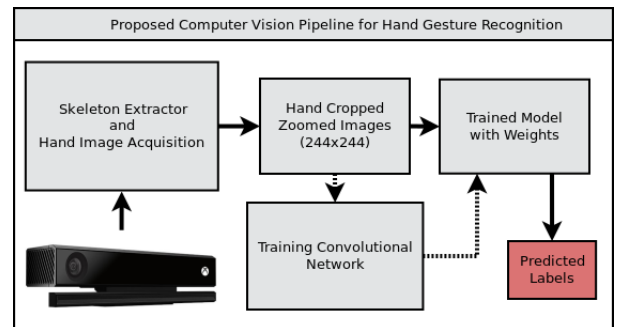 Proposed Computer Vision Pipeline for Hand Gesture Recognition
Skeleton Extractor
and
Hand Image Acquisition
Hand Cropped
Zoomed Images
(244x244)
Trained Model
with Weights
Training Convolutional
Network
Predicted
Labels